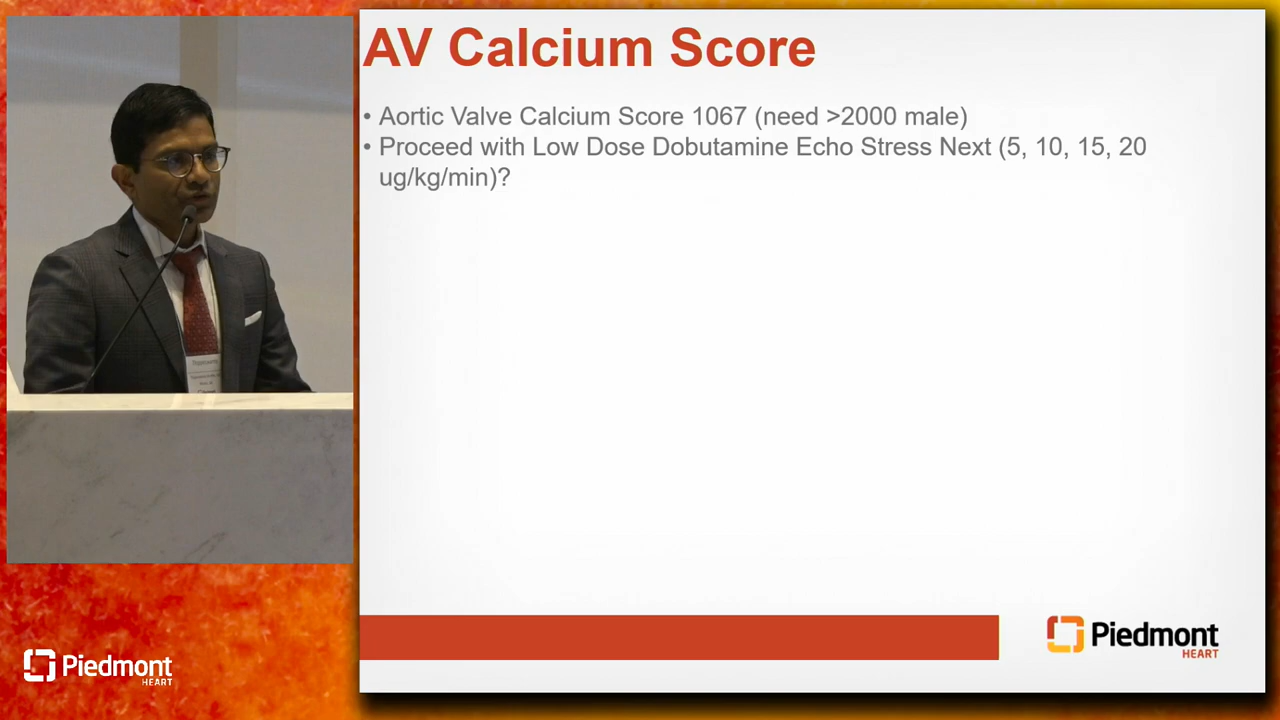 AV Calcium Score
• Aortic Valve Calcium Score 1067 (need >2000 male)
• Proceed with Low Dose Dobutamine Echo Stress Next (5, 10, 15, 20
ug/kg/min)?
Piedmont
HEART
Piedmont
HEART